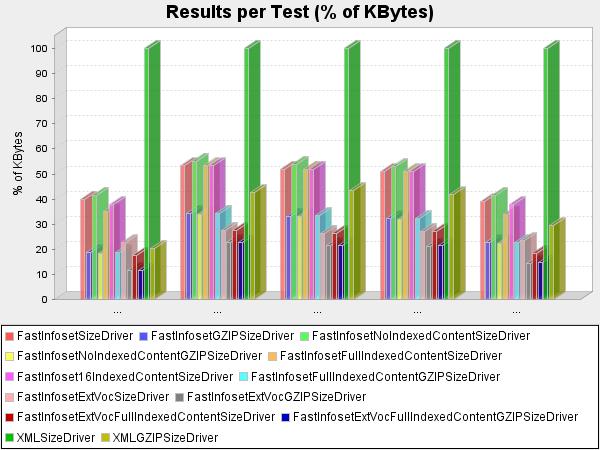 Results per Test (% of KBytes)
100
90
80
70
60
50
40
30
20
10
0
% of KBytes
... ... ... ... ...
FastInfosetSizeDriver FastInfosetGZIPSizeDriver FastInfosetNoIndexedContentSizeDriver
FastInfosetNoIndexedContentGZIPSizeDriver FastInfosetFullIndexedContentSizeDriver
FastInfoset16IndexedContentSizeDriver FastInfosetFullIndexedContentGZIPSizeDriver
FastInfosetExtVocSizeDriver FastInfosetExtVocGZIPSizeDriver
FastInfosetExtVocFullIndexedContentSizeDriver FastInfosetExtVocFullIndexedContentGZIPSizeDriver
XMLSizeDriver XMLGZIPSizeDriver